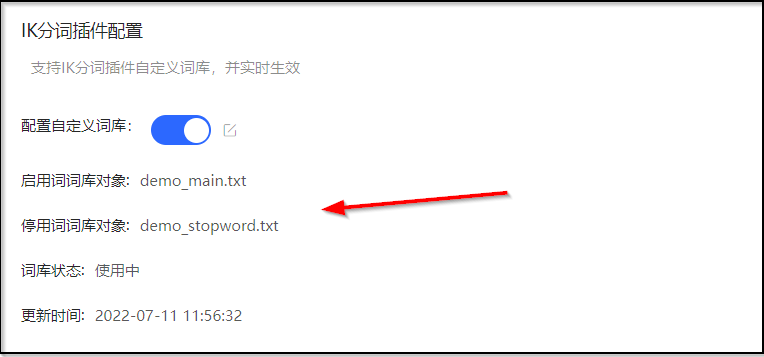 IK分词插件配置
支持IK分词插件自定义词库，并实时生效
配置自定义词库：
启用词词库对象: demo_main.txt
停用词词库对象: demo_stopword.txt
词库状态: 使用中
更新时间: 2022-07-11 11:56:32